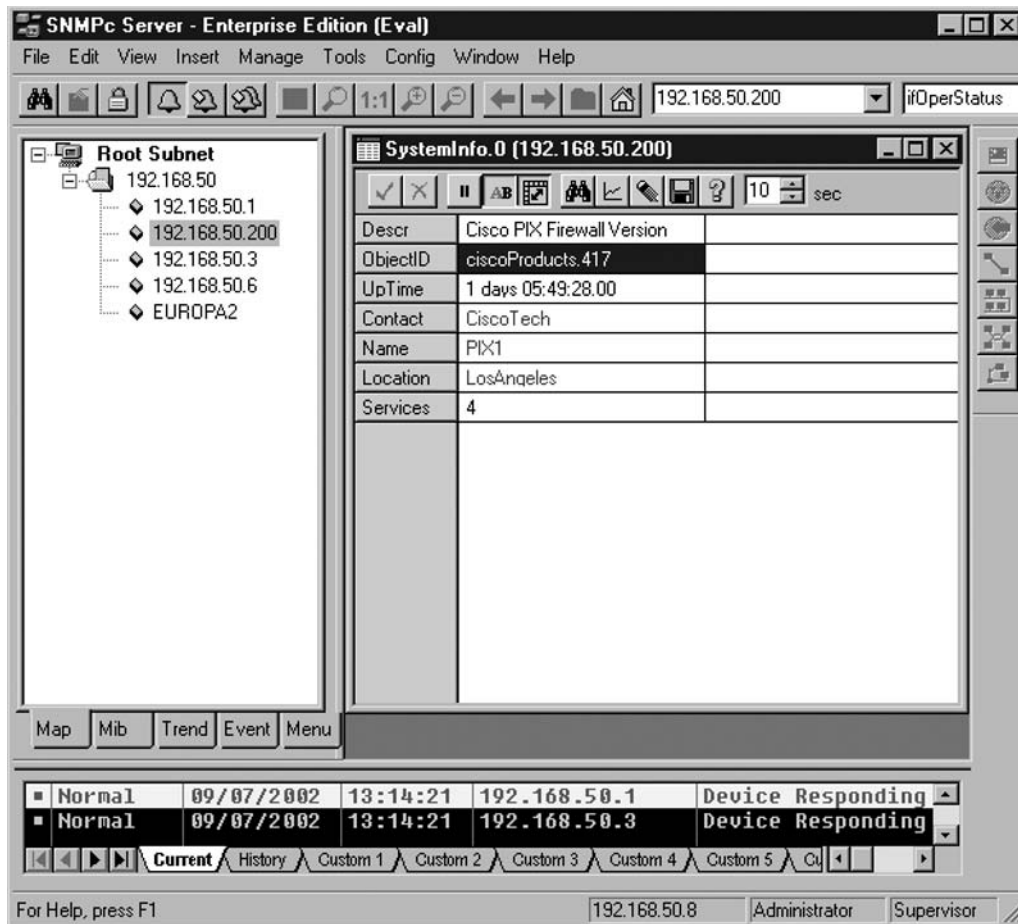 SNMPc Server - Enterprise Edition (Eval)
File Edit View Insert Manage Tools Config Window Help
1:1 192.168.50.200 ifOperStatus
Root Subnet
192.168.50
192.168.50.1
192.168.50.200
192.168.50.3
192.168.50.6
EUROPA2
Map Mib Trend Event Menu
SystemInfo.0 (192.168.50.200)
AB 10 sec
Descr Cisco PIX Firewall Version
ObjectID ciscoProducts.417
UpTime 1 days 05:49:28.00
Contact CiscoTech
Name PIX1
Location LosAngeles
Services 4
Normal 09/07/2002 13:14:21 192.168.50.1 Device Responding
Normal 09/07/2002 13:14:21 192.168.50.3 Device Responding
Current History Custom 1 Custom 2 Custom 3 Custom 4 Custom 5 Cu
For Help, press F1 192.168.50.8 Administrator Supervisor